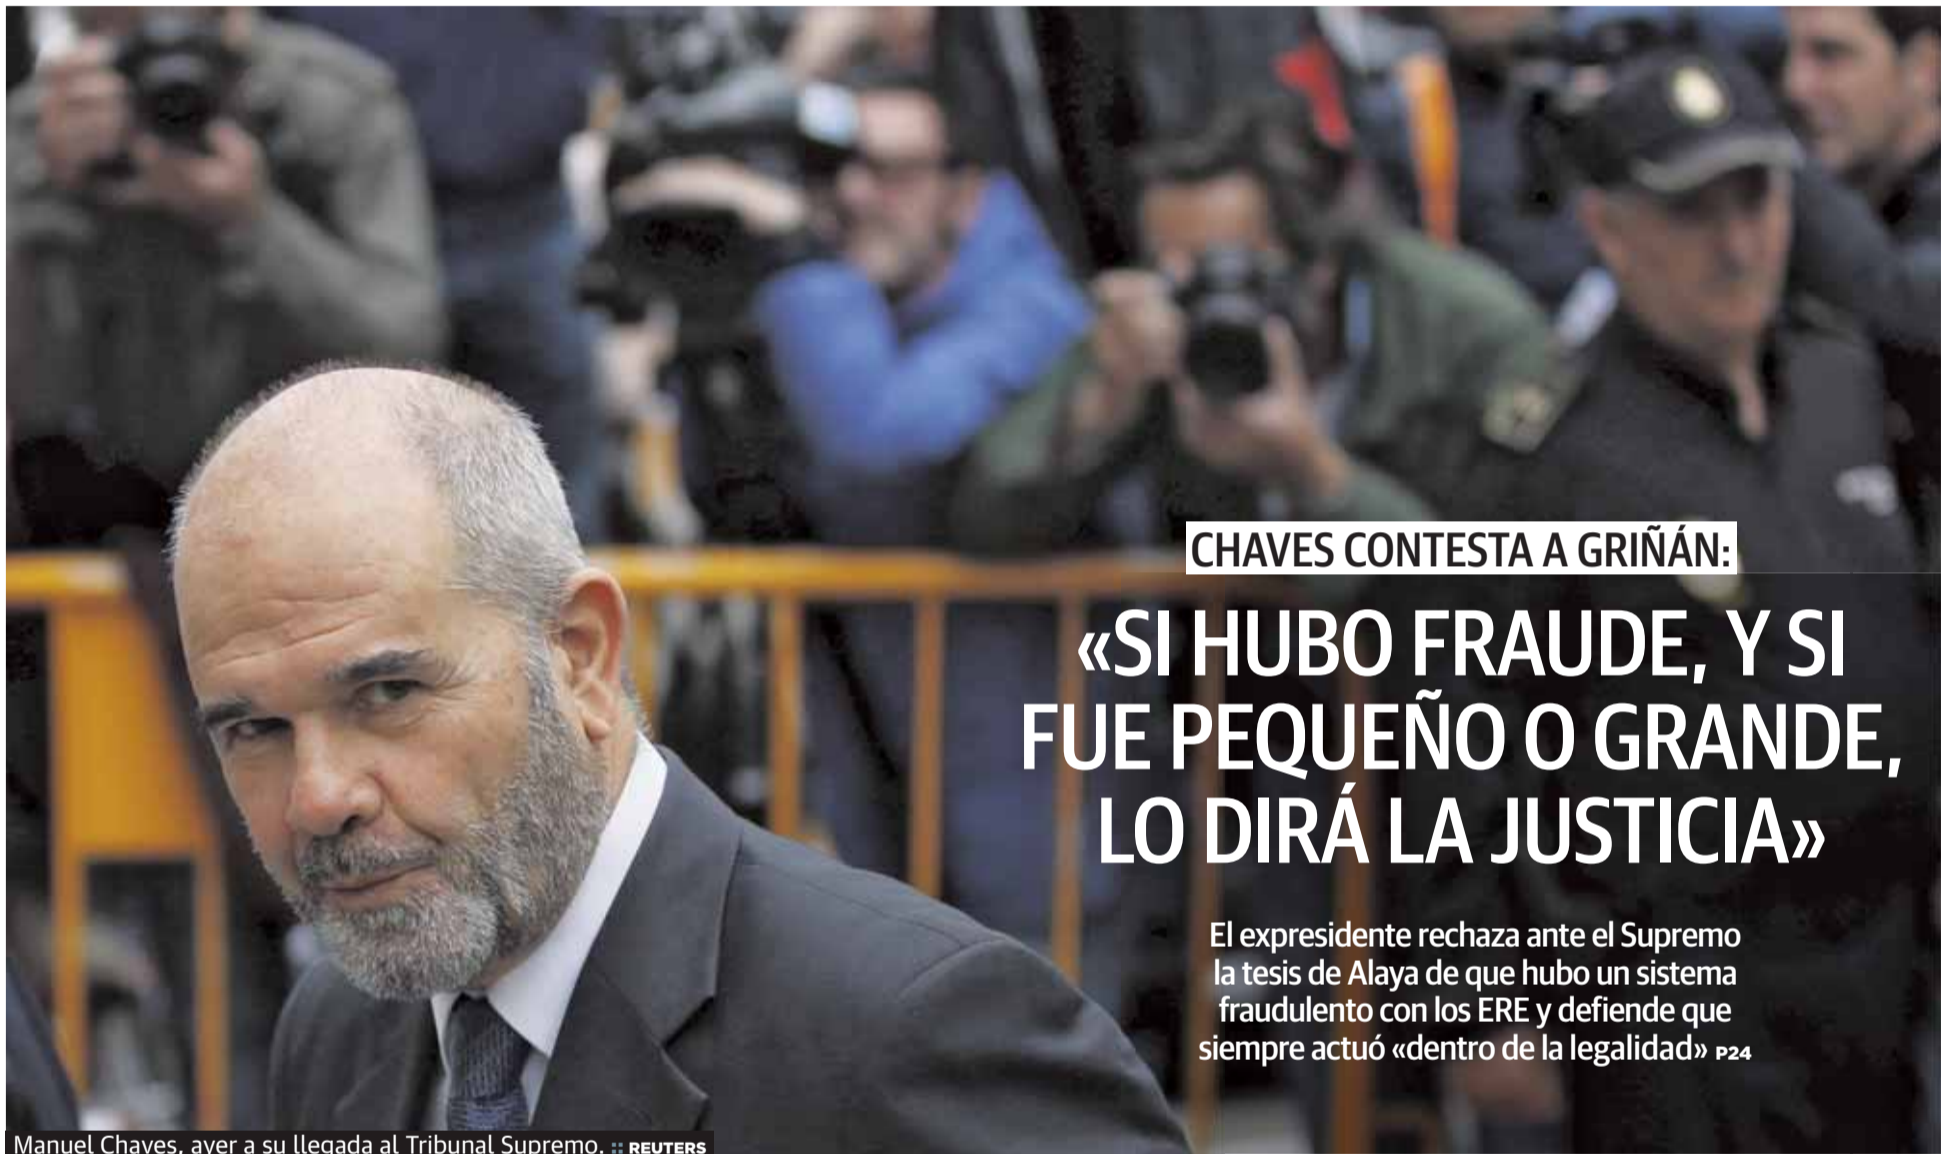 CHAVES CONTESTA A GRIÑÁN:
«SI HUBO FRAUDE, Y SI
FUE PEQUEÑO O GRANDE,
LO DIRÁ LA JUSTICIA»
El expresidente rechaza ante el Supremo
la tesis de Alaya de que hubo un sistema
fraudulento con los ERE y defiende que
siempre actuó «dentro de la legalidad» P24
Manuel Chaves, ayer a su llegada al Tribunal Supremo. :: REUTERS